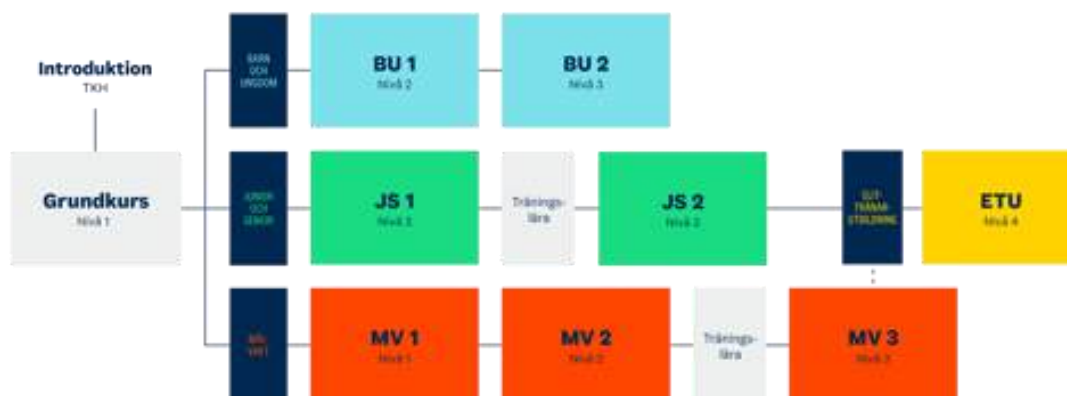 Introduktion
TKH
Grundkurs
Nivå 1
BARN
OCH
UNGDOM
BU 1
Nivå 2
BU 2
Nivå 3
JUNIOR
OCH
SENIOR
JS 1
Nivå 2
Tränings-
lära
JS 2
Nivå 3
ELIT-
TRÄNAR-
UTBILDNING
ETU
Nivå 4
MÅL-
VAKT
MV 1
Nivå 1
MV 2
Nivå 2
Tränings-
lära
MV 3
Nivå 3